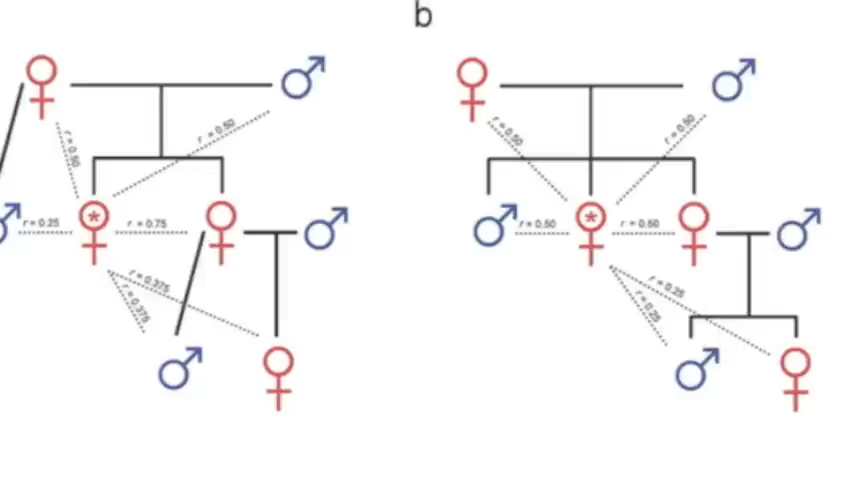 b
r = 0.50
r = 0.50
r = 0.50
r = 0.50
r = 0.25
*
r = 0.75
r = 0.50
*
r = 0.50
r = 0.375
r = 0.375
r = 0.25
r = 0.25